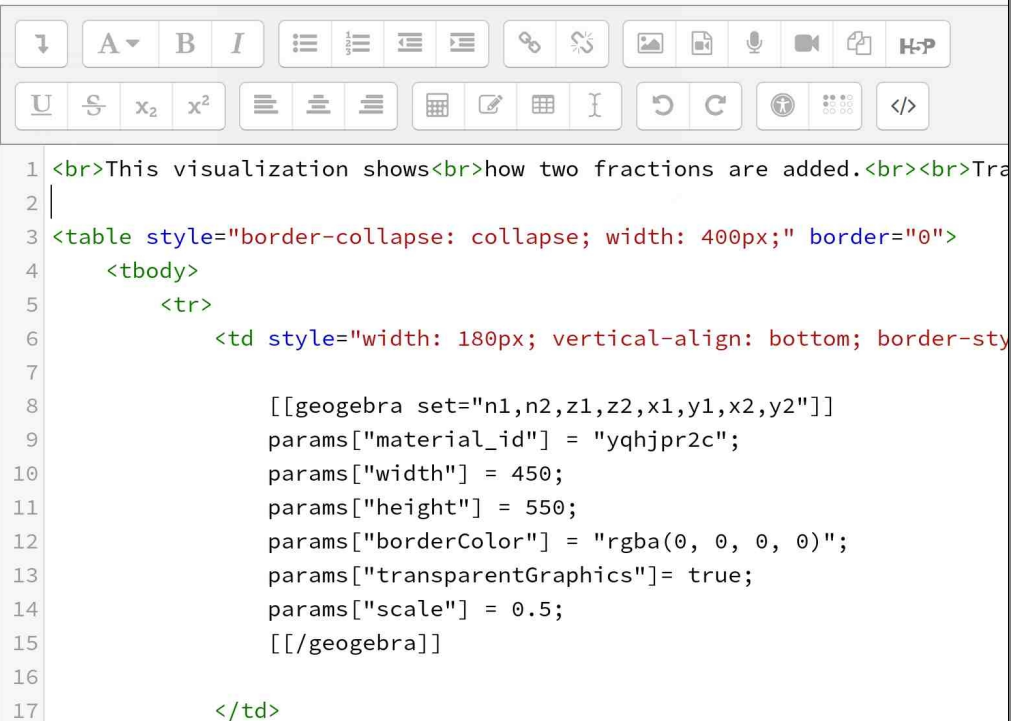 A B I H-P
U S x₂ x² </>
1 <br>This visualization shows<br>how two fractions are added.<br><br>Tra
2
3 <table style="border-collapse: collapse; width: 400px;" border="0">
4 <tbody>
5 <tr>
6 <td style="width: 180px; vertical-align: bottom; border-sty
7
8 [[geogebra set="n1,n2,z1,z2,x1,y1,x2,y2"]]
9 params["material_id"] = "yqhjpr2c";
10 params["width"] = 450;
11 params["height"] = 550;
12 params["borderColor"] = "rgba(0, 0, 0, 0)";
13 params["transparentGraphics"]= true;
14 params["scale"] = 0.5;
15 [[/geogebra]]
16
17 </td>